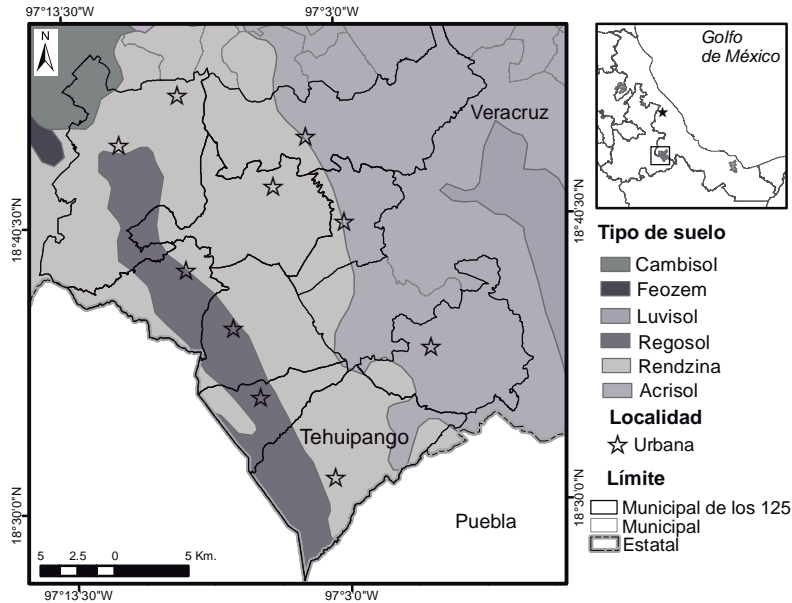 97°13'30"W
97°3'0"W
N
Golfo
de México
Veracruz
18°40'30"N
18°40'30"N
Tipo de suelo
Cambisol
Feozem
Luvisol
Regosol
Rendzina
Acrisol
Tehuipango
Localidad
Urbana
Límite
18°30'0"N
18°30'0"N
Municipal de los 125
Municipal
Estatal
Puebla
5 2.5 0 5 Km.
97°13'30"W
97°3'0"W